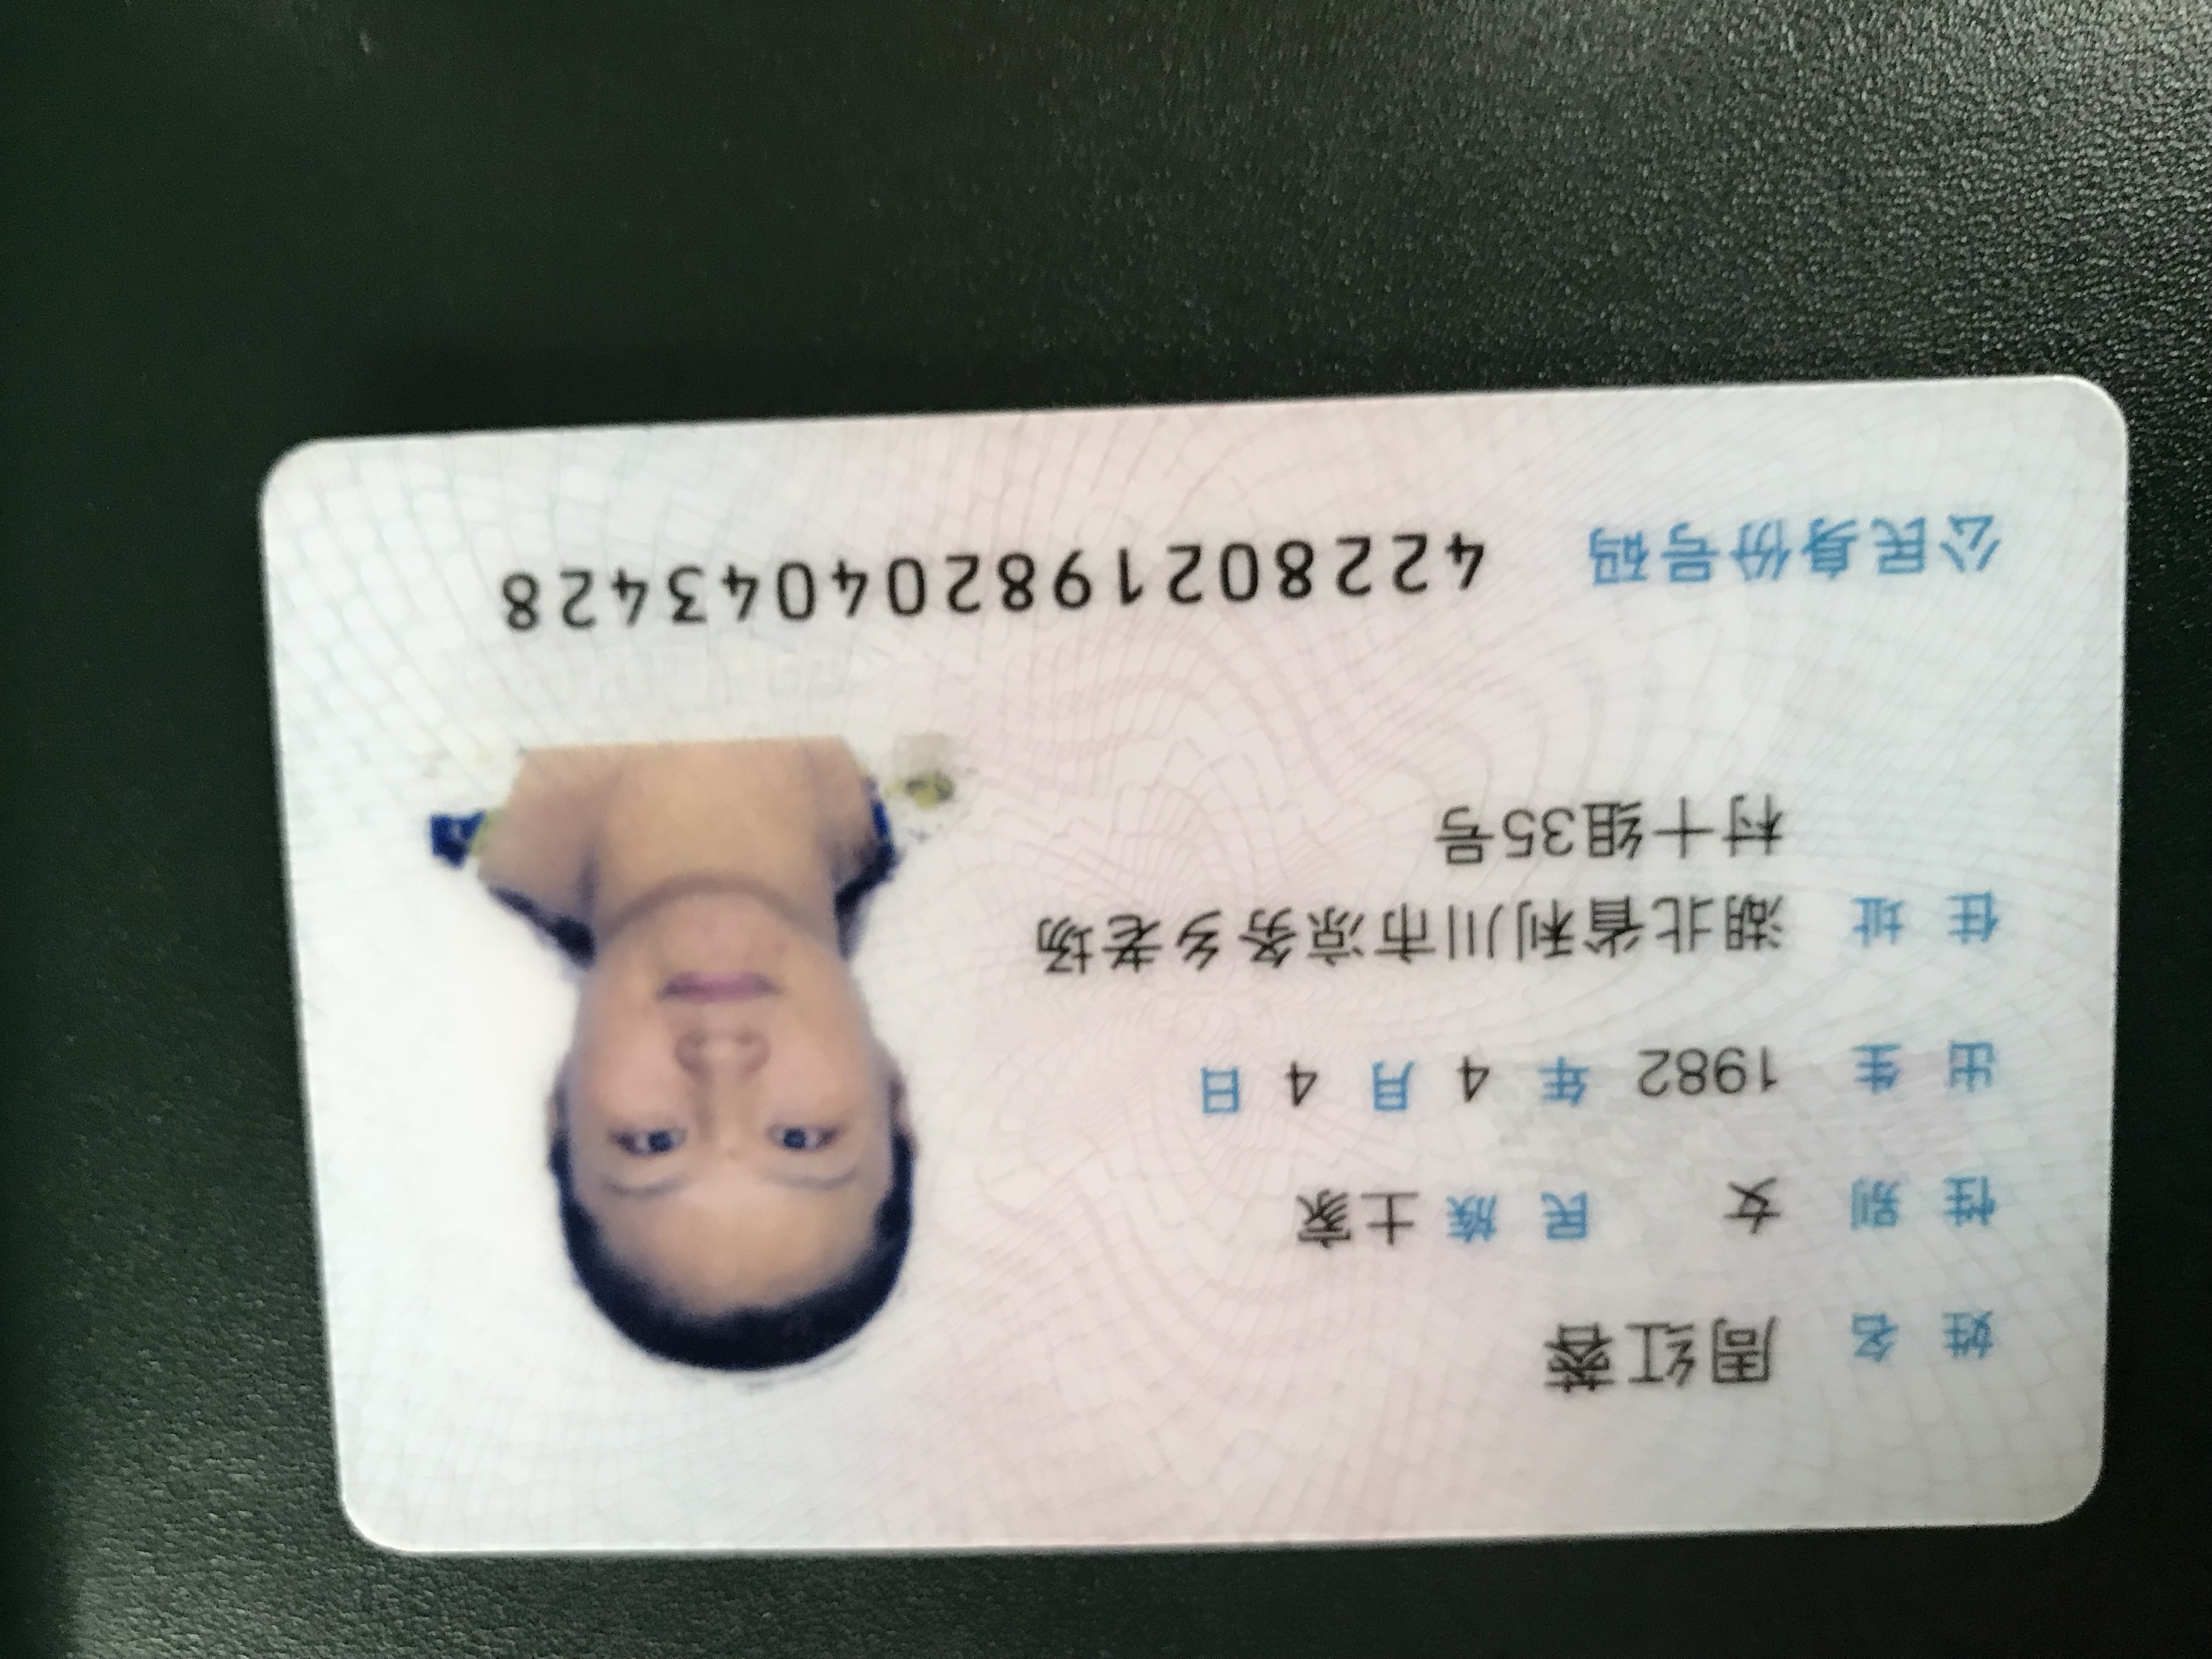 姓名 周红蓉
性别 女 民族 土家
出生 1982 年 4 月 4 日
住址 湖北省利川市凉务乡老场
村十组35号
公民身份号码 422802198204043428